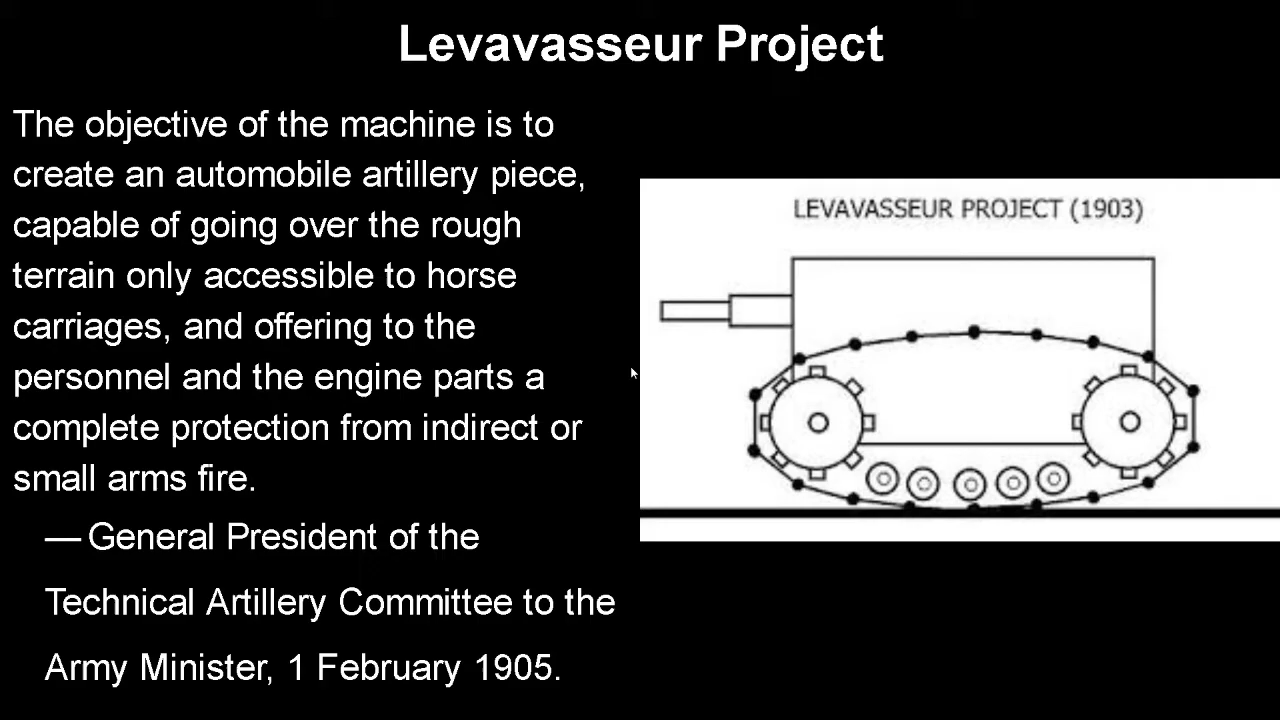 Levavasseur Project
The objective of the machine is to
create an automobile artillery piece,
capable of going over the rough
terrain only accessible to horse
carriages, and offering to the
personnel and the engine parts a
complete protection from indirect or
small arms fire.
— General President of the
Technical Artillery Committee to the
Army Minister, 1 February 1905.
LEVAVASSEUR PROJECT (1903)